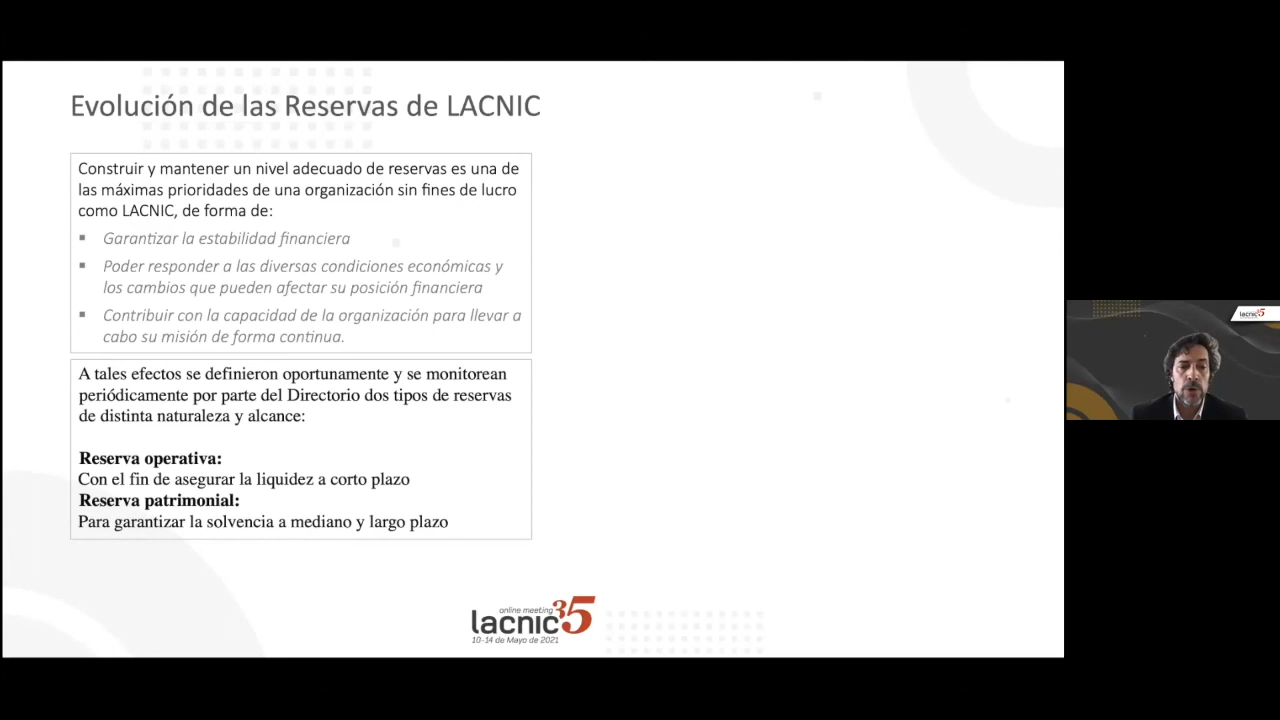 Evolución de las Reservas de LACNIC
Construir y mantener un nivel adecuado de reservas es una de
las máximas prioridades de una organización sin fines de lucro
como LACNIC, de forma de:
▪ Garantizar la estabilidad financiera
▪ Poder responder a las diversas condiciones económicas y
los cambios que pueden afectar su posición financiera
▪ Contribuir con la capacidad de la organización para llevar a
cabo su misión de forma continua.
A tales efectos se definieron oportunamente y se monitorean
periódicamente por parte del Directorio dos tipos de reservas
de distinta naturaleza y alcance:
Reserva operativa:
Con el fin de asegurar la liquidez a corto plazo
Reserva patrimonial:
Para garantizar la solvencia a mediano y largo plazo
online meeting
lacnic35
10-14 de Mayo de 2021
lacnic35